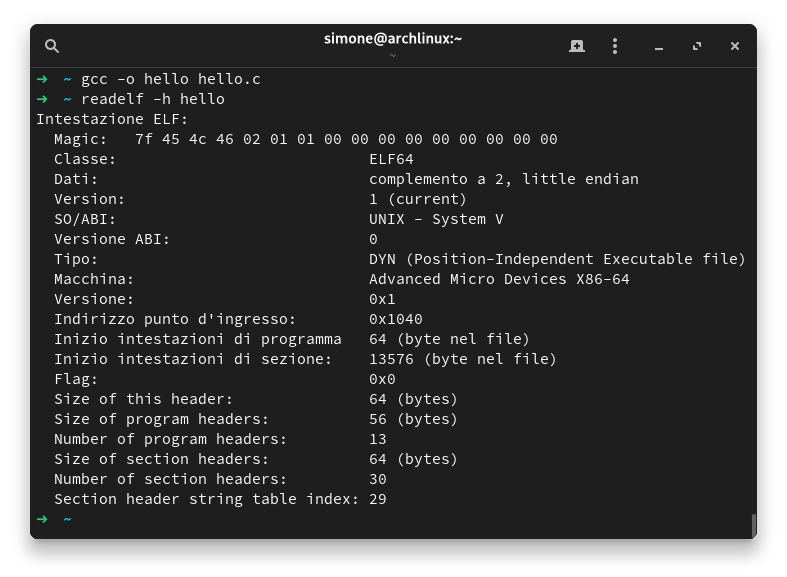 simone@archlinux:~
~
➜ ~ gcc -o hello hello.c
➜ ~ readelf -h hello
Intestazione ELF:
Magic: 7f 45 4c 46 02 01 01 00 00 00 00 00 00 00 00 00
Classe: ELF64
Dati: complemento a 2, little endian
Version: 1 (current)
SO/ABI: UNIX - System V
Versione ABI: 0
Tipo: DYN (Position-Independent Executable file)
Macchina: Advanced Micro Devices X86-64
Versione: 0x1
Indirizzo punto d'ingresso: 0x1040
Inizio intestazioni di programma 64 (byte nel file)
Inizio intestazioni di sezione: 13576 (byte nel file)
Flag: 0x0
Size of this header: 64 (bytes)
Size of program headers: 56 (bytes)
Number of program headers: 13
Size of section headers: 64 (bytes)
Number of section headers: 30
Section header string table index: 29
➜ ~